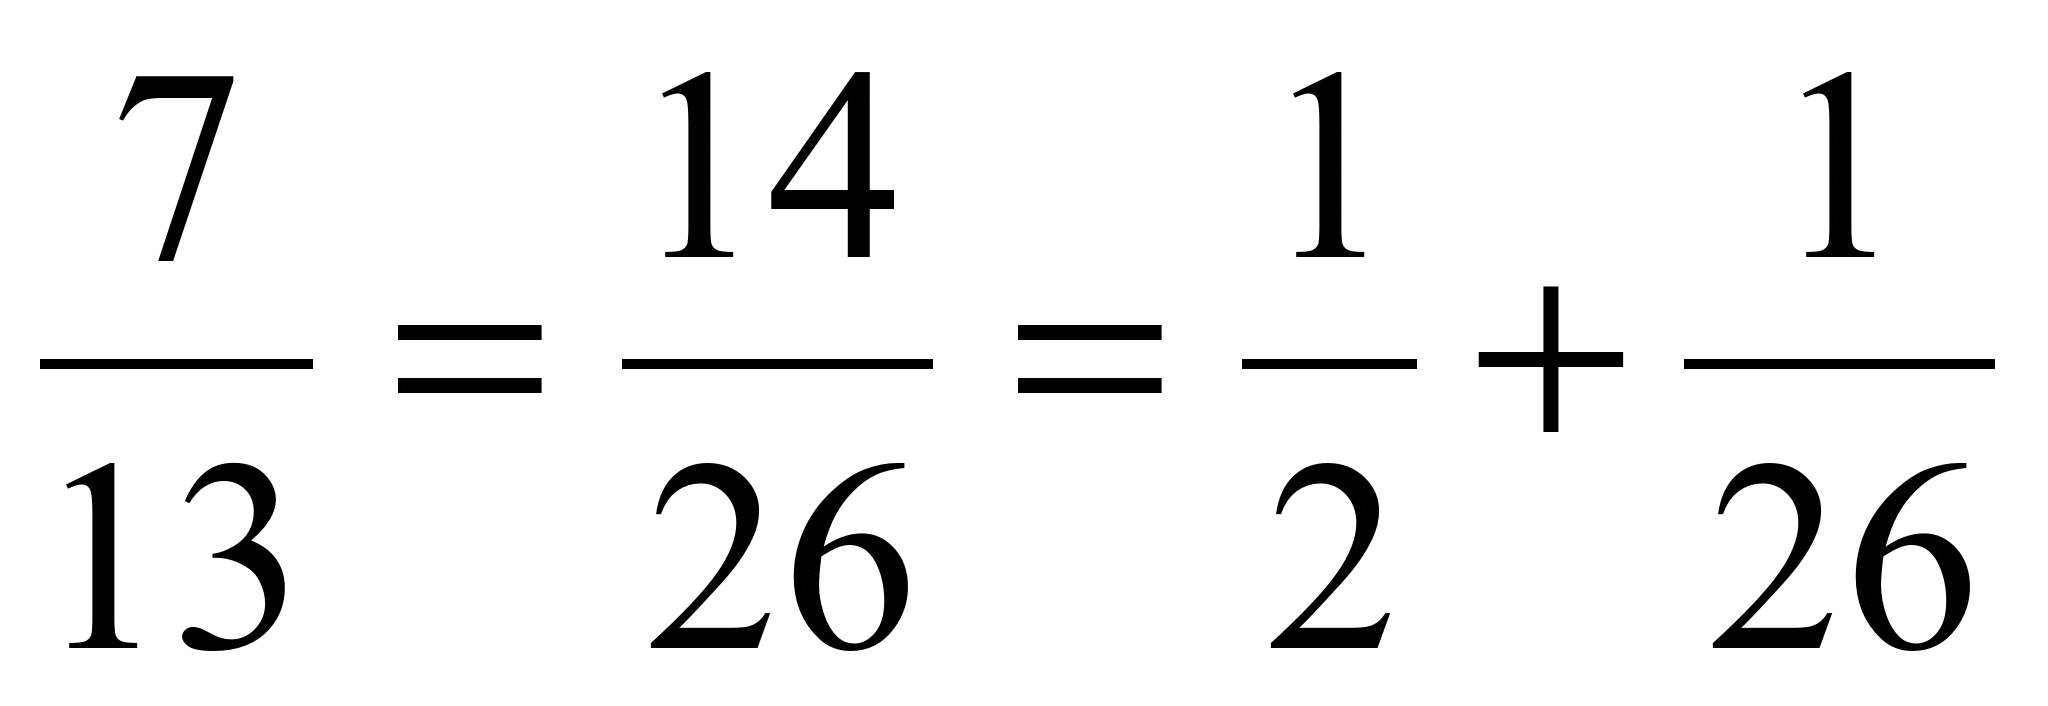 7/13 = 14/26 = 1/2 + 1/26